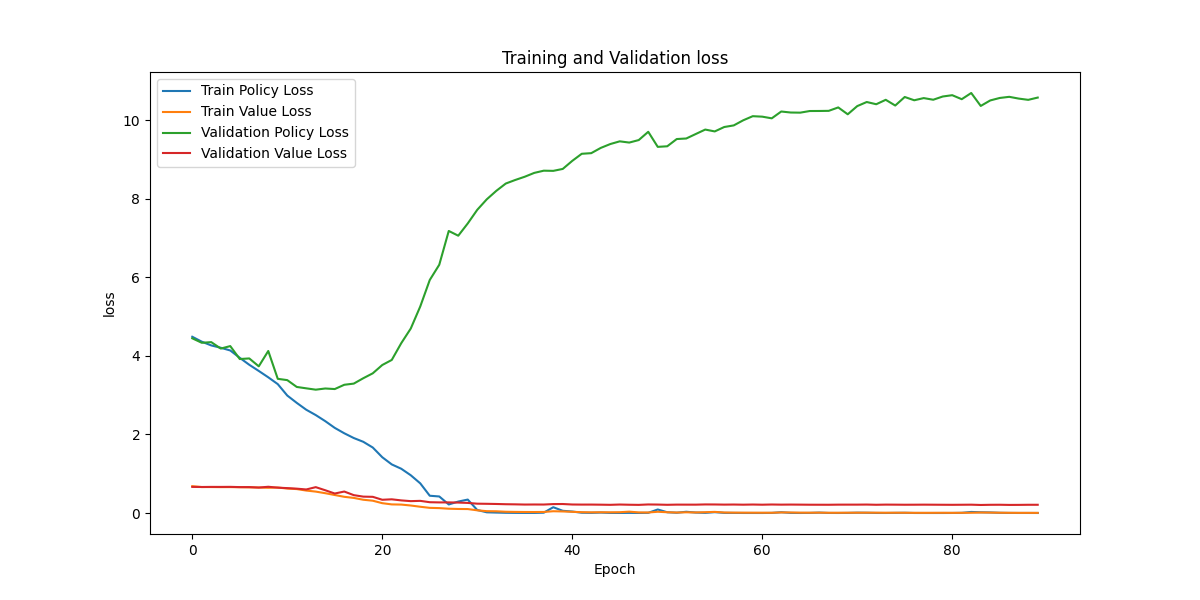 Training and Validation loss
Train Policy Loss
Train Value Loss
Validation Policy Loss
Validation Value Loss
10
8
6
4
2
0
loss
0 20 40 60 80
Epoch